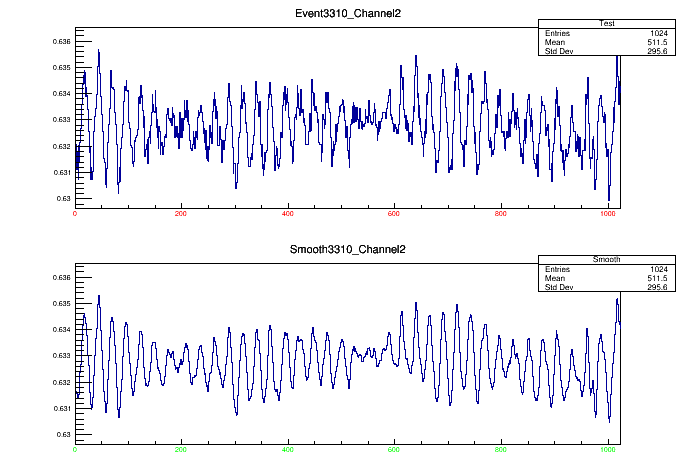 Event3310_Channel2
Test
Entries 1024
Mean 511.5
Std Dev 295.6
0.636
0.635
0.634
0.633
0.632
0.631
0.63
0 200 400 600 800 1000
Smooth3310_Channel2
Smooth
Entries 1024
Mean 511.5
Std Dev 295.6
0.636
0.635
0.634
0.633
0.632
0.631
0.63
0 200 400 600 800 1000